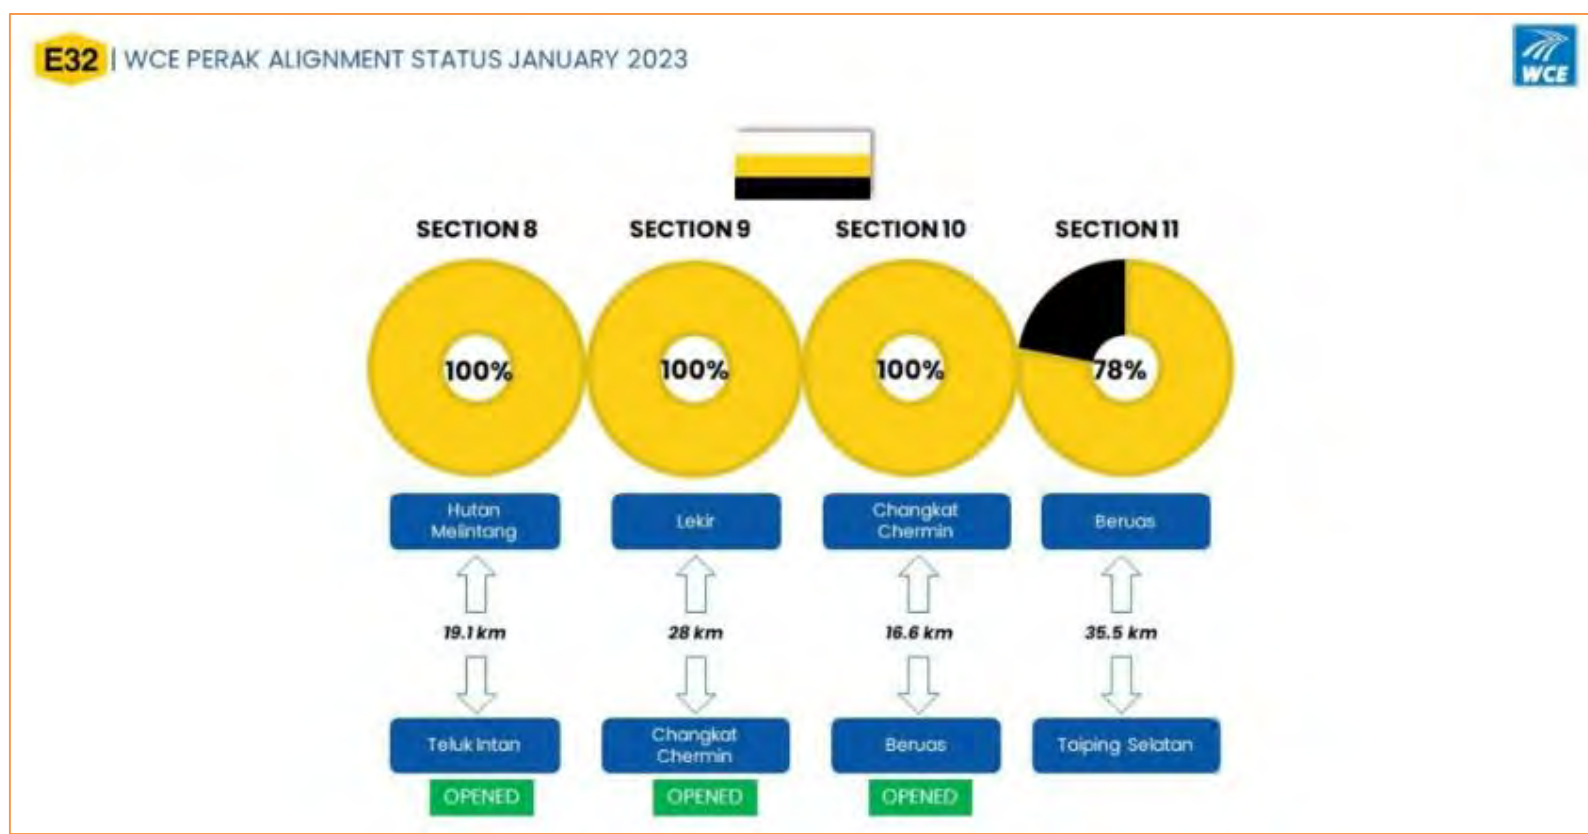 E32 | WCE PERAK ALIGNMENT STATUS JANUARY 2023
WCE
SECTION 8
SECTION 9
SECTION 10
SECTION 11
100%
100%
100%
78%
Hutan
Melintang
Lekir
Changkat
Chermin
Beruas
19.1 km
28 km
16.6 km
35.5 km
Teluk Intan
Changkat
Chermin
Beruas
Taiping Selatan
OPENED
OPENED
OPENED